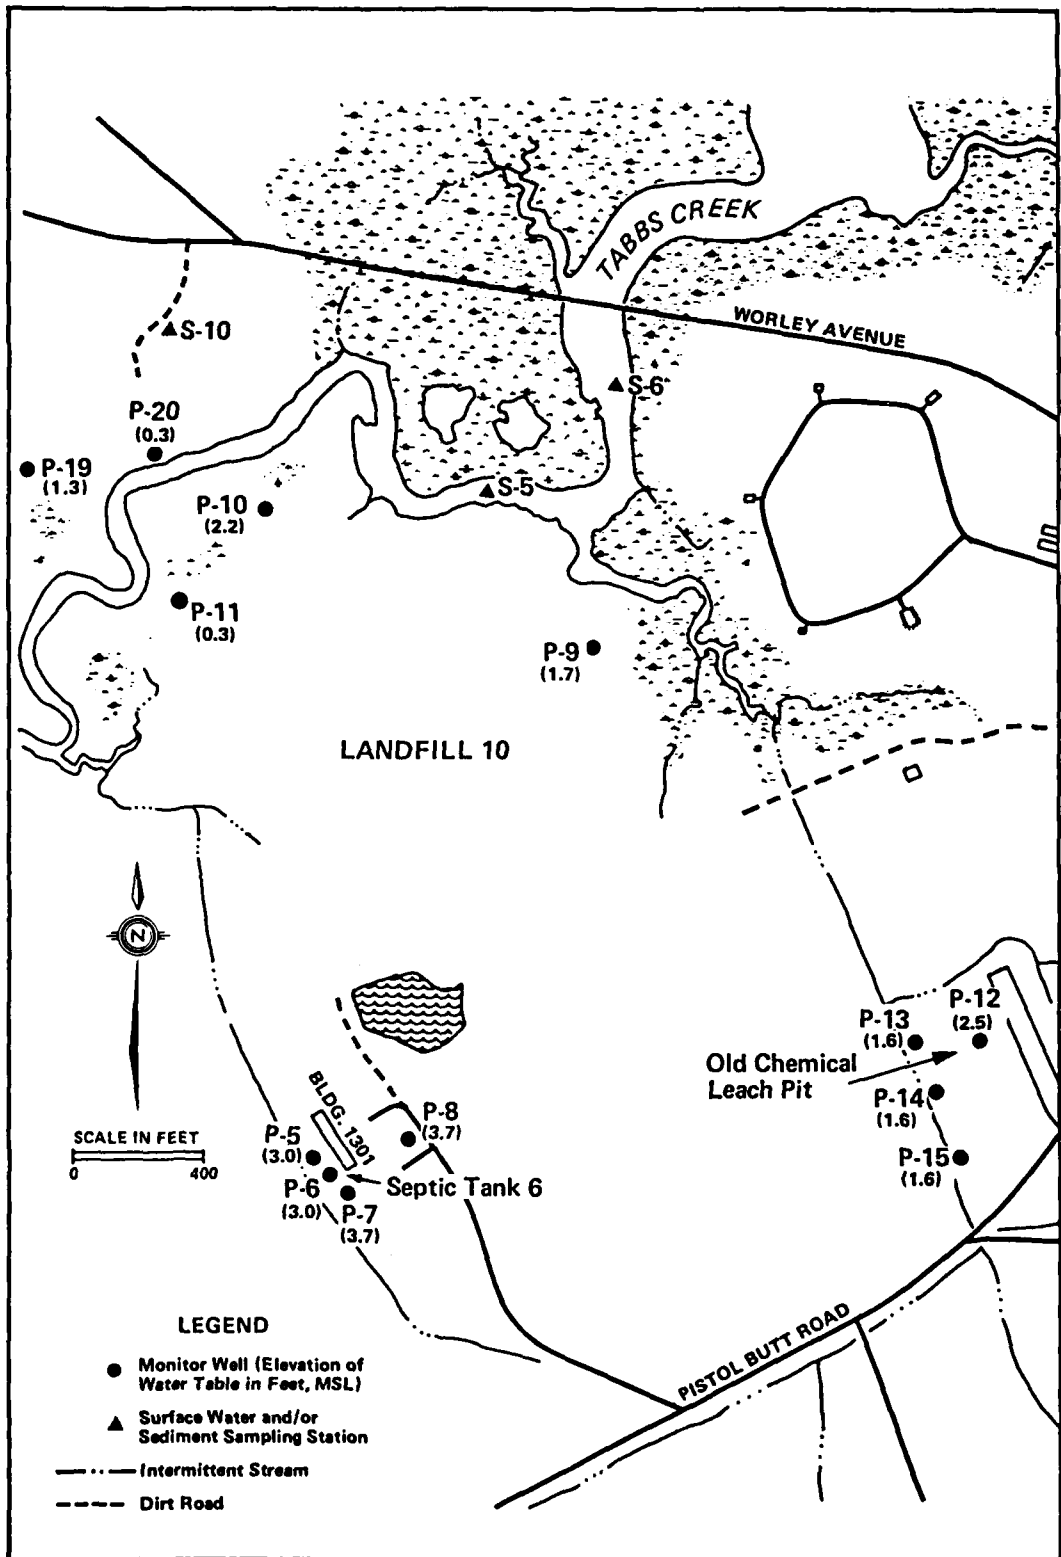 TABBS CREEK
WORLEY AVENUE
S-10
S-6
P-20
(0.3)
P-19
(1.3)
P-10
(2.2)
S-5
P-11
(0.3)
P-9
(1.7)
LANDFILL 10
N
P-12
(2.5)
P-13
(1.6)
Old Chemical
Leach Pit
P-14
(1.6)
P-15
(1.6)
BLDG. 1301
P-8
(3.7)
P-5
(3.0)
SCALE IN FEET
0 400
P-6
(3.0)
Septic Tank 6
P-7
(3.7)
PISTOL BUTT ROAD
LEGEND
Monitor Well (Elevation of
Water Table in Feet, MSL)
Surface Water and/or
Sediment Sampling Station
Intermittent Stream
Dirt Road